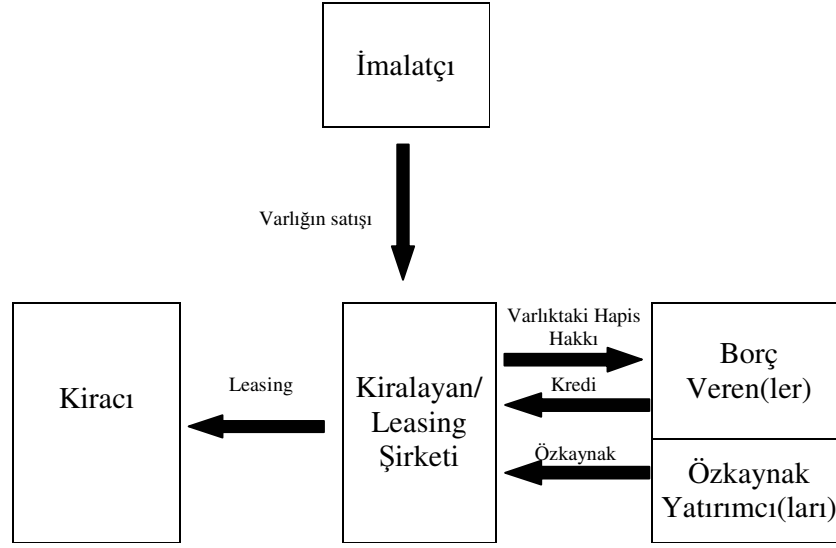 İmalatçı
Varlığın satışı
Kiracı
Leasing
Kiralayan/
Leasing
Şirketi
Varlıktaki Hapis
Hakkı
Kredi
Özkaynak
Borç
Veren(ler)
Özkaynak
Yatırımcı(ları)